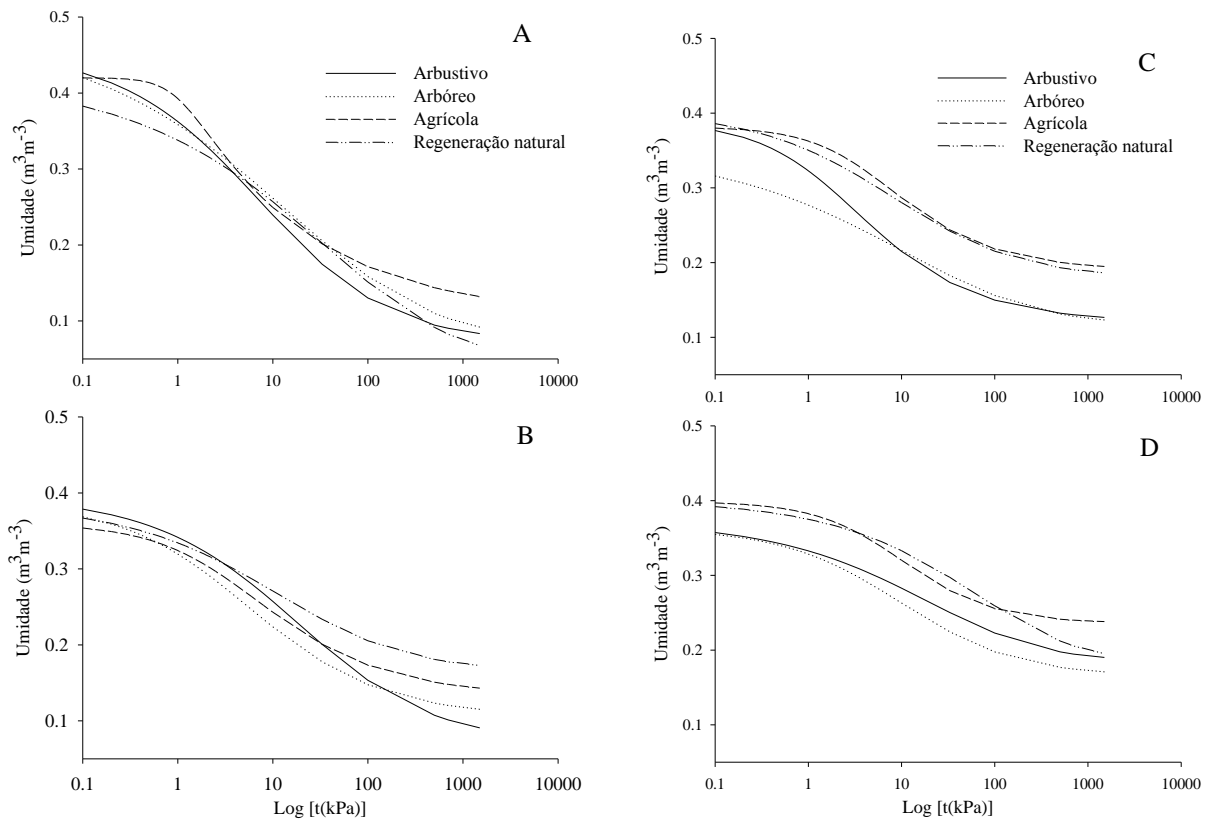 A
0.5
0.4
0.3
0.2
0.1
Umidade (m³m⁻³)
Arbustivo
Arbóreo
Agrícola
Regeneração natural
0.1 1 10 100 1000 10000
B
0.5
0.4
0.3
0.2
0.1
Umidade (m³m⁻³)
0.1 1 10 100 1000 10000
Log [t(kPa)]
C
0.5
0.4
0.3
0.2
0.1
Umidade (m³m⁻³)
Arbustivo
Arbóreo
Agrícola
Regeneração natural
0.1 1 10 100 1000 10000
D
0.5
0.4
0.3
0.2
0.1
Umidade (m³m⁻³)
0.1 1 10 100 1000 10000
Log [t(kPa)]